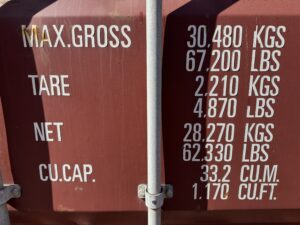 MAX.GROSS 30.480 KGS
67.200 LBS
TARE 2.210 KGS
4.870 LBS
NET 28.270 KGS
62.330 LBS
CU.CAP. 33.2 CU.M.
1.170 CU.FT.